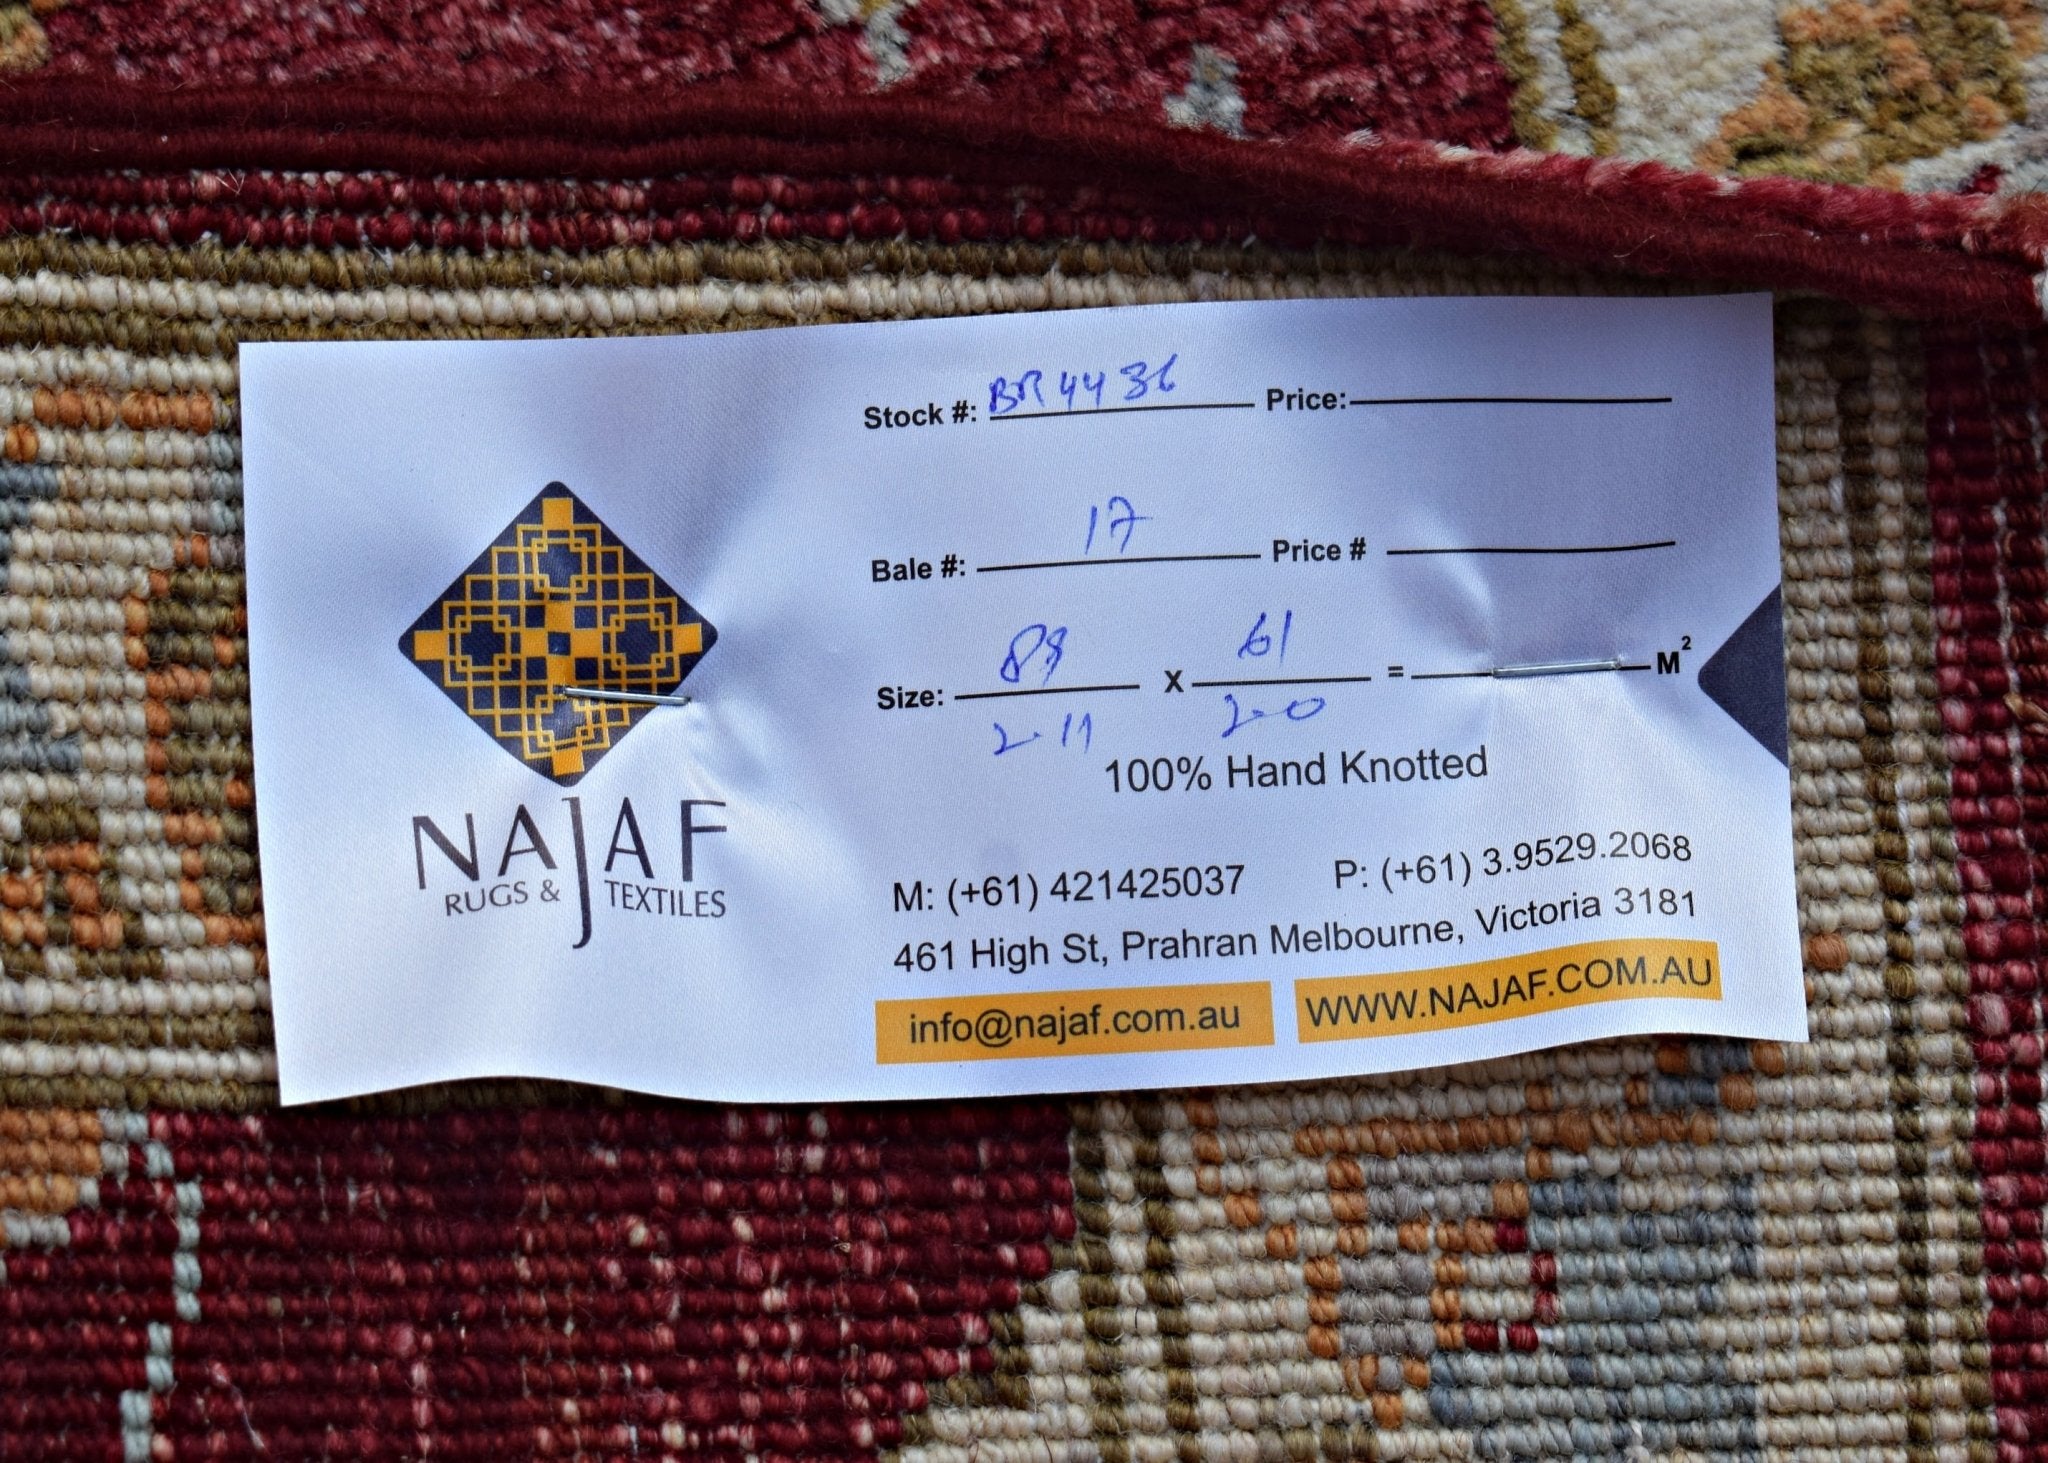 Stock #: BR4436 Price:
Bale #: 17 Price #
Size: 89 X 61 = M²
2.11 2.0
100% Hand Knotted
NAJAF
RUGS & TEXTILES
M: (+61) 421425037 P: (+61) 3.9529.2068
461 High St, Prahran Melbourne, Victoria 3181
info@najaf.com.au WWW.NAJAF.COM.AU